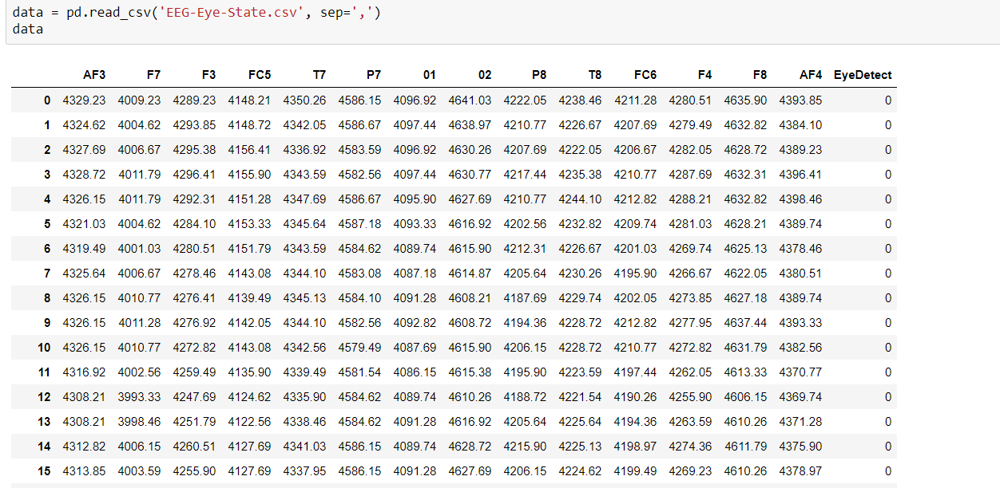 data = pd.read_csv('EEG-Eye-State.csv', sep=',')
data
AF3 F7 F3 FC5 T7 P7 01 02 P8 T8 FC6 F4 F8 AF4 EyeDetect
0 4329.23 4009.23 4289.23 4148.21 4350.26 4586.15 4096.92 4641.03 4222.05 4238.46 4211.28 4280.51 4635.90 4393.85 0
1 4324.62 4004.62 4293.85 4148.72 4342.05 4586.67 4097.44 4638.97 4210.77 4226.67 4207.69 4279.49 4632.82 4384.10 0
2 4327.69 4006.67 4295.38 4156.41 4336.92 4583.59 4096.92 4630.26 4207.69 4222.05 4206.67 4282.05 4628.72 4389.23 0
3 4328.72 4011.79 4296.41 4155.90 4343.59 4582.56 4097.44 4630.77 4217.44 4235.38 4210.77 4287.69 4632.31 4396.41 0
4 4326.15 4011.79 4292.31 4151.28 4347.69 4586.67 4095.90 4627.69 4210.77 4244.10 4212.82 4288.21 4632.82 4398.46 0
5 4321.03 4004.62 4284.10 4153.33 4345.64 4587.18 4093.33 4616.92 4202.56 4232.82 4209.74 4281.03 4628.21 4389.74 0
6 4319.49 4001.03 4280.51 4151.79 4343.59 4584.62 4089.74 4615.90 4212.31 4226.67 4201.03 4269.74 4625.13 4378.46 0
7 4325.64 4006.67 4278.46 4143.08 4344.10 4583.08 4087.18 4614.87 4205.64 4230.26 4195.90 4266.67 4622.05 4380.51 0
8 4326.15 4010.77 4276.41 4139.49 4345.13 4584.10 4091.28 4608.21 4187.69 4229.74 4202.05 4273.85 4627.18 4389.74 0
9 4326.15 4011.28 4276.92 4142.05 4344.10 4582.56 4092.82 4608.72 4194.36 4228.72 4212.82 4277.95 4637.44 4393.33 0
10 4326.15 4010.77 4272.82 4143.08 4342.56 4579.49 4087.69 4615.90 4206.15 4228.72 4210.77 4272.82 4631.79 4382.56 0
11 4316.92 4002.56 4259.49 4135.90 4339.49 4581.54 4086.15 4615.38 4195.90 4223.59 4197.44 4262.05 4613.33 4370.77 0
12 4308.21 3993.33 4247.69 4124.62 4335.90 4584.62 4089.74 4610.26 4188.72 4221.54 4190.26 4255.90 4606.15 4369.74 0
13 4308.21 3998.46 4251.79 4122.56 4338.46 4584.62 4091.28 4616.92 4205.64 4225.64 4194.36 4263.59 4610.26 4371.28 0
14 4312.82 4006.15 4260.51 4127.69 4341.03 4586.15 4089.74 4628.72 4215.90 4225.13 4198.97 4274.36 4611.79 4375.90 0
15 4313.85 4003.59 4255.90 4127.69 4337.95 4586.15 4091.28 4627.69 4206.15 4224.62 4199.49 4269.23 4610.26 4378.97 0